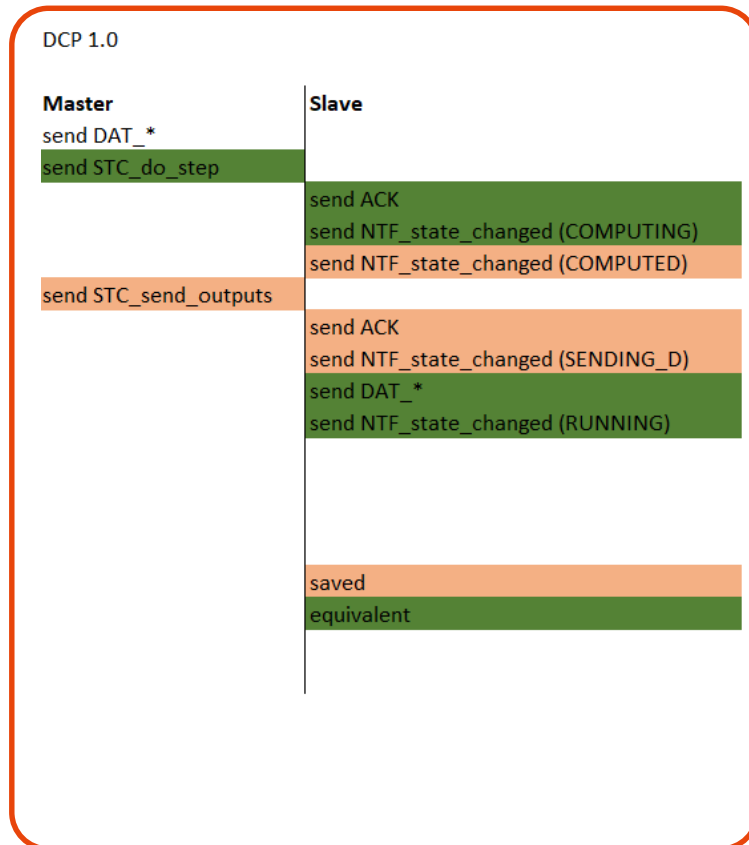 DCP 1.0
Master Slave
send DAT_*
send STC_do_step
send ACK
send NTF_state_changed (COMPUTING)
send NTF_state_changed (COMPUTED)
send STC_send_outputs
send ACK
send NTF_state_changed (SENDING_D)
send DAT_*
send NTF_state_changed (RUNNING)
saved
equivalent